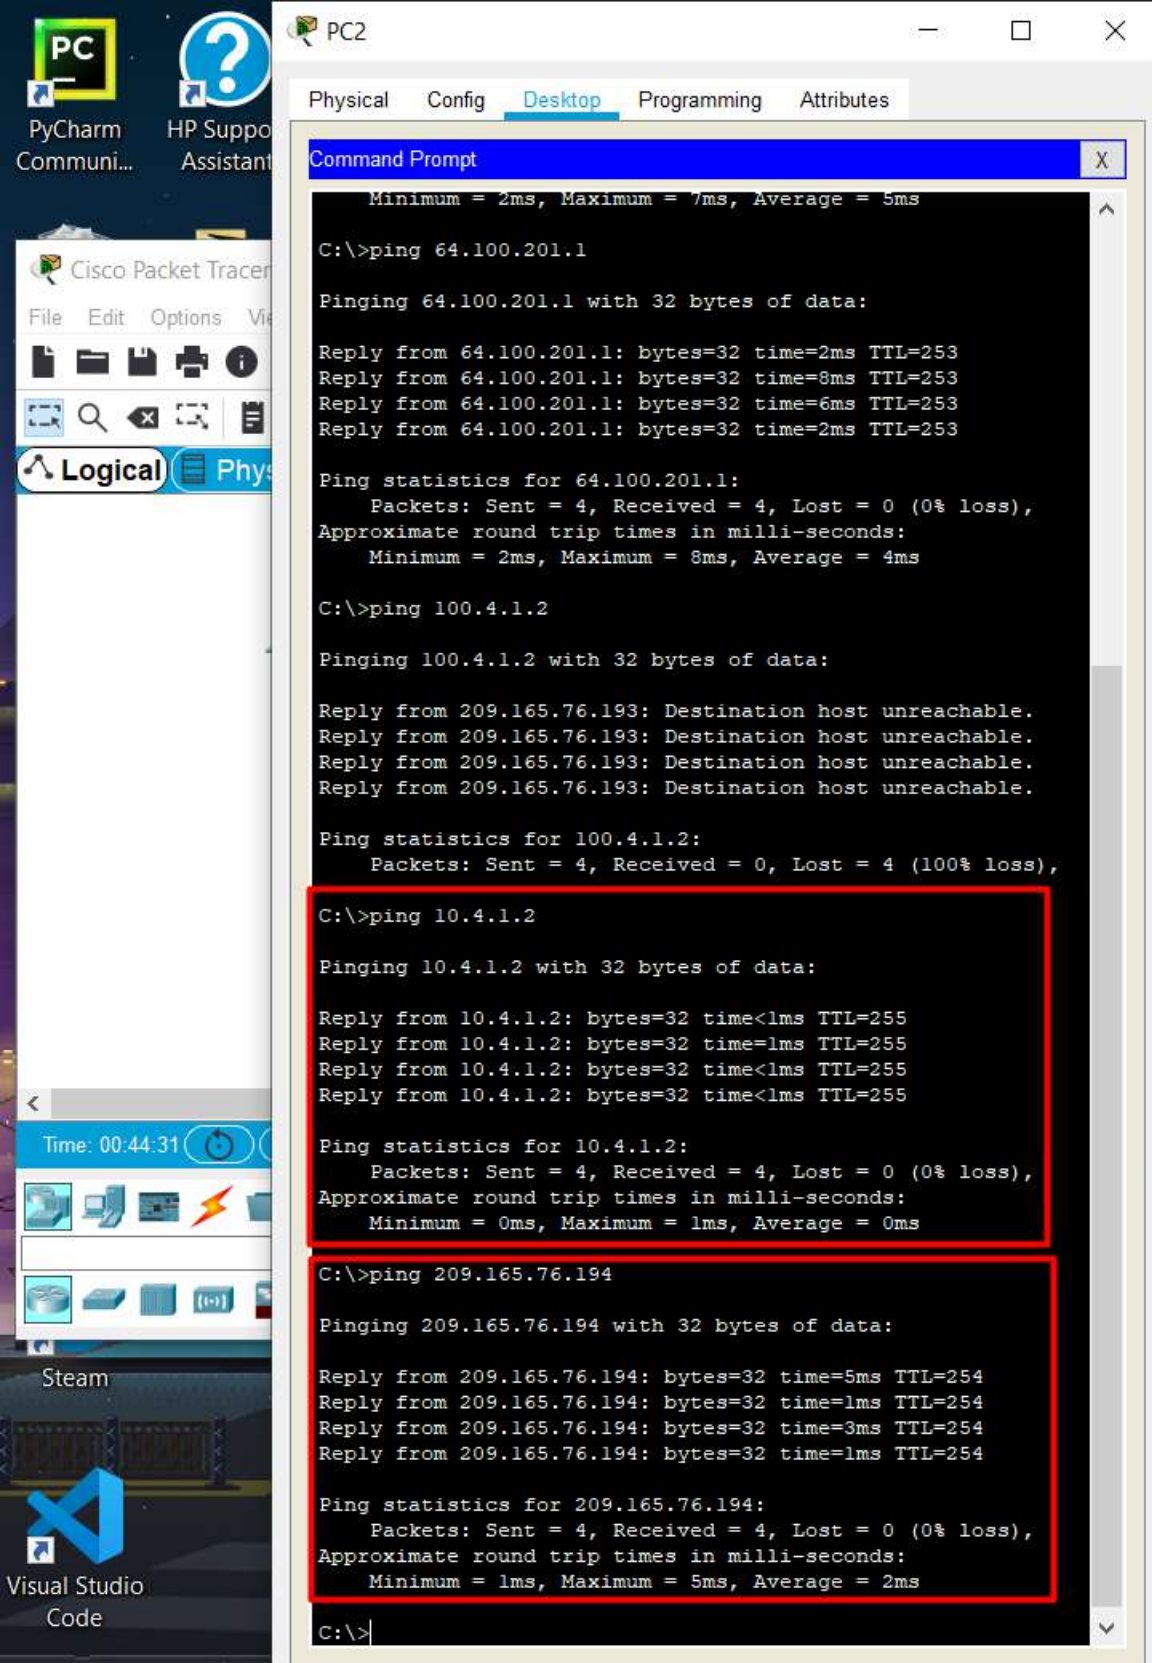 PC
PyCharm
Communi...
?
HP Suppo
Assistant
Cisco Packet Tracer
File Edit Options Vie
Logical
Phys
Time: 00:44:31
Steam
Visual Studio
Code
PC2
Physical Config Desktop Programming Attributes
Command Prompt
X
Minimum = 2ms, Maximum = 7ms, Average = 5ms
C:\>ping 64.100.201.1
Pinging 64.100.201.1 with 32 bytes of data:
Reply from 64.100.201.1: bytes=32 time=2ms TTL=253
Reply from 64.100.201.1: bytes=32 time=8ms TTL=253
Reply from 64.100.201.1: bytes=32 time=6ms TTL=253
Reply from 64.100.201.1: bytes=32 time=2ms TTL=253
Ping statistics for 64.100.201.1:
Packets: Sent = 4, Received = 4, Lost = 0 (0% loss),
Approximate round trip times in milli-seconds:
Minimum = 2ms, Maximum = 8ms, Average = 4ms
C:\>ping 100.4.1.2
Pinging 100.4.1.2 with 32 bytes of data:
Reply from 209.165.76.193: Destination host unreachable.
Reply from 209.165.76.193: Destination host unreachable.
Reply from 209.165.76.193: Destination host unreachable.
Reply from 209.165.76.193: Destination host unreachable.
Ping statistics for 100.4.1.2:
Packets: Sent = 4, Received = 0, Lost = 4 (100% loss),
C:\>ping 10.4.1.2
Pinging 10.4.1.2 with 32 bytes of data:
Reply from 10.4.1.2: bytes=32 time<1ms TTL=255
Reply from 10.4.1.2: bytes=32 time=1ms TTL=255
Reply from 10.4.1.2: bytes=32 time<1ms TTL=255
Reply from 10.4.1.2: bytes=32 time<1ms TTL=255
Ping statistics for 10.4.1.2:
Packets: Sent = 4, Received = 4, Lost = 0 (0% loss),
Approximate round trip times in milli-seconds:
Minimum = 0ms, Maximum = 1ms, Average = 0ms
C:\>ping 209.165.76.194
Pinging 209.165.76.194 with 32 bytes of data:
Reply from 209.165.76.194: bytes=32 time=5ms TTL=254
Reply from 209.165.76.194: bytes=32 time=1ms TTL=254
Reply from 209.165.76.194: bytes=32 time=3ms TTL=254
Reply from 209.165.76.194: bytes=32 time=1ms TTL=254
Ping statistics for 209.165.76.194:
Packets: Sent = 4, Received = 4, Lost = 0 (0% loss),
Approximate round trip times in milli-seconds:
Minimum = 1ms, Maximum = 5ms, Average = 2ms
C:\>